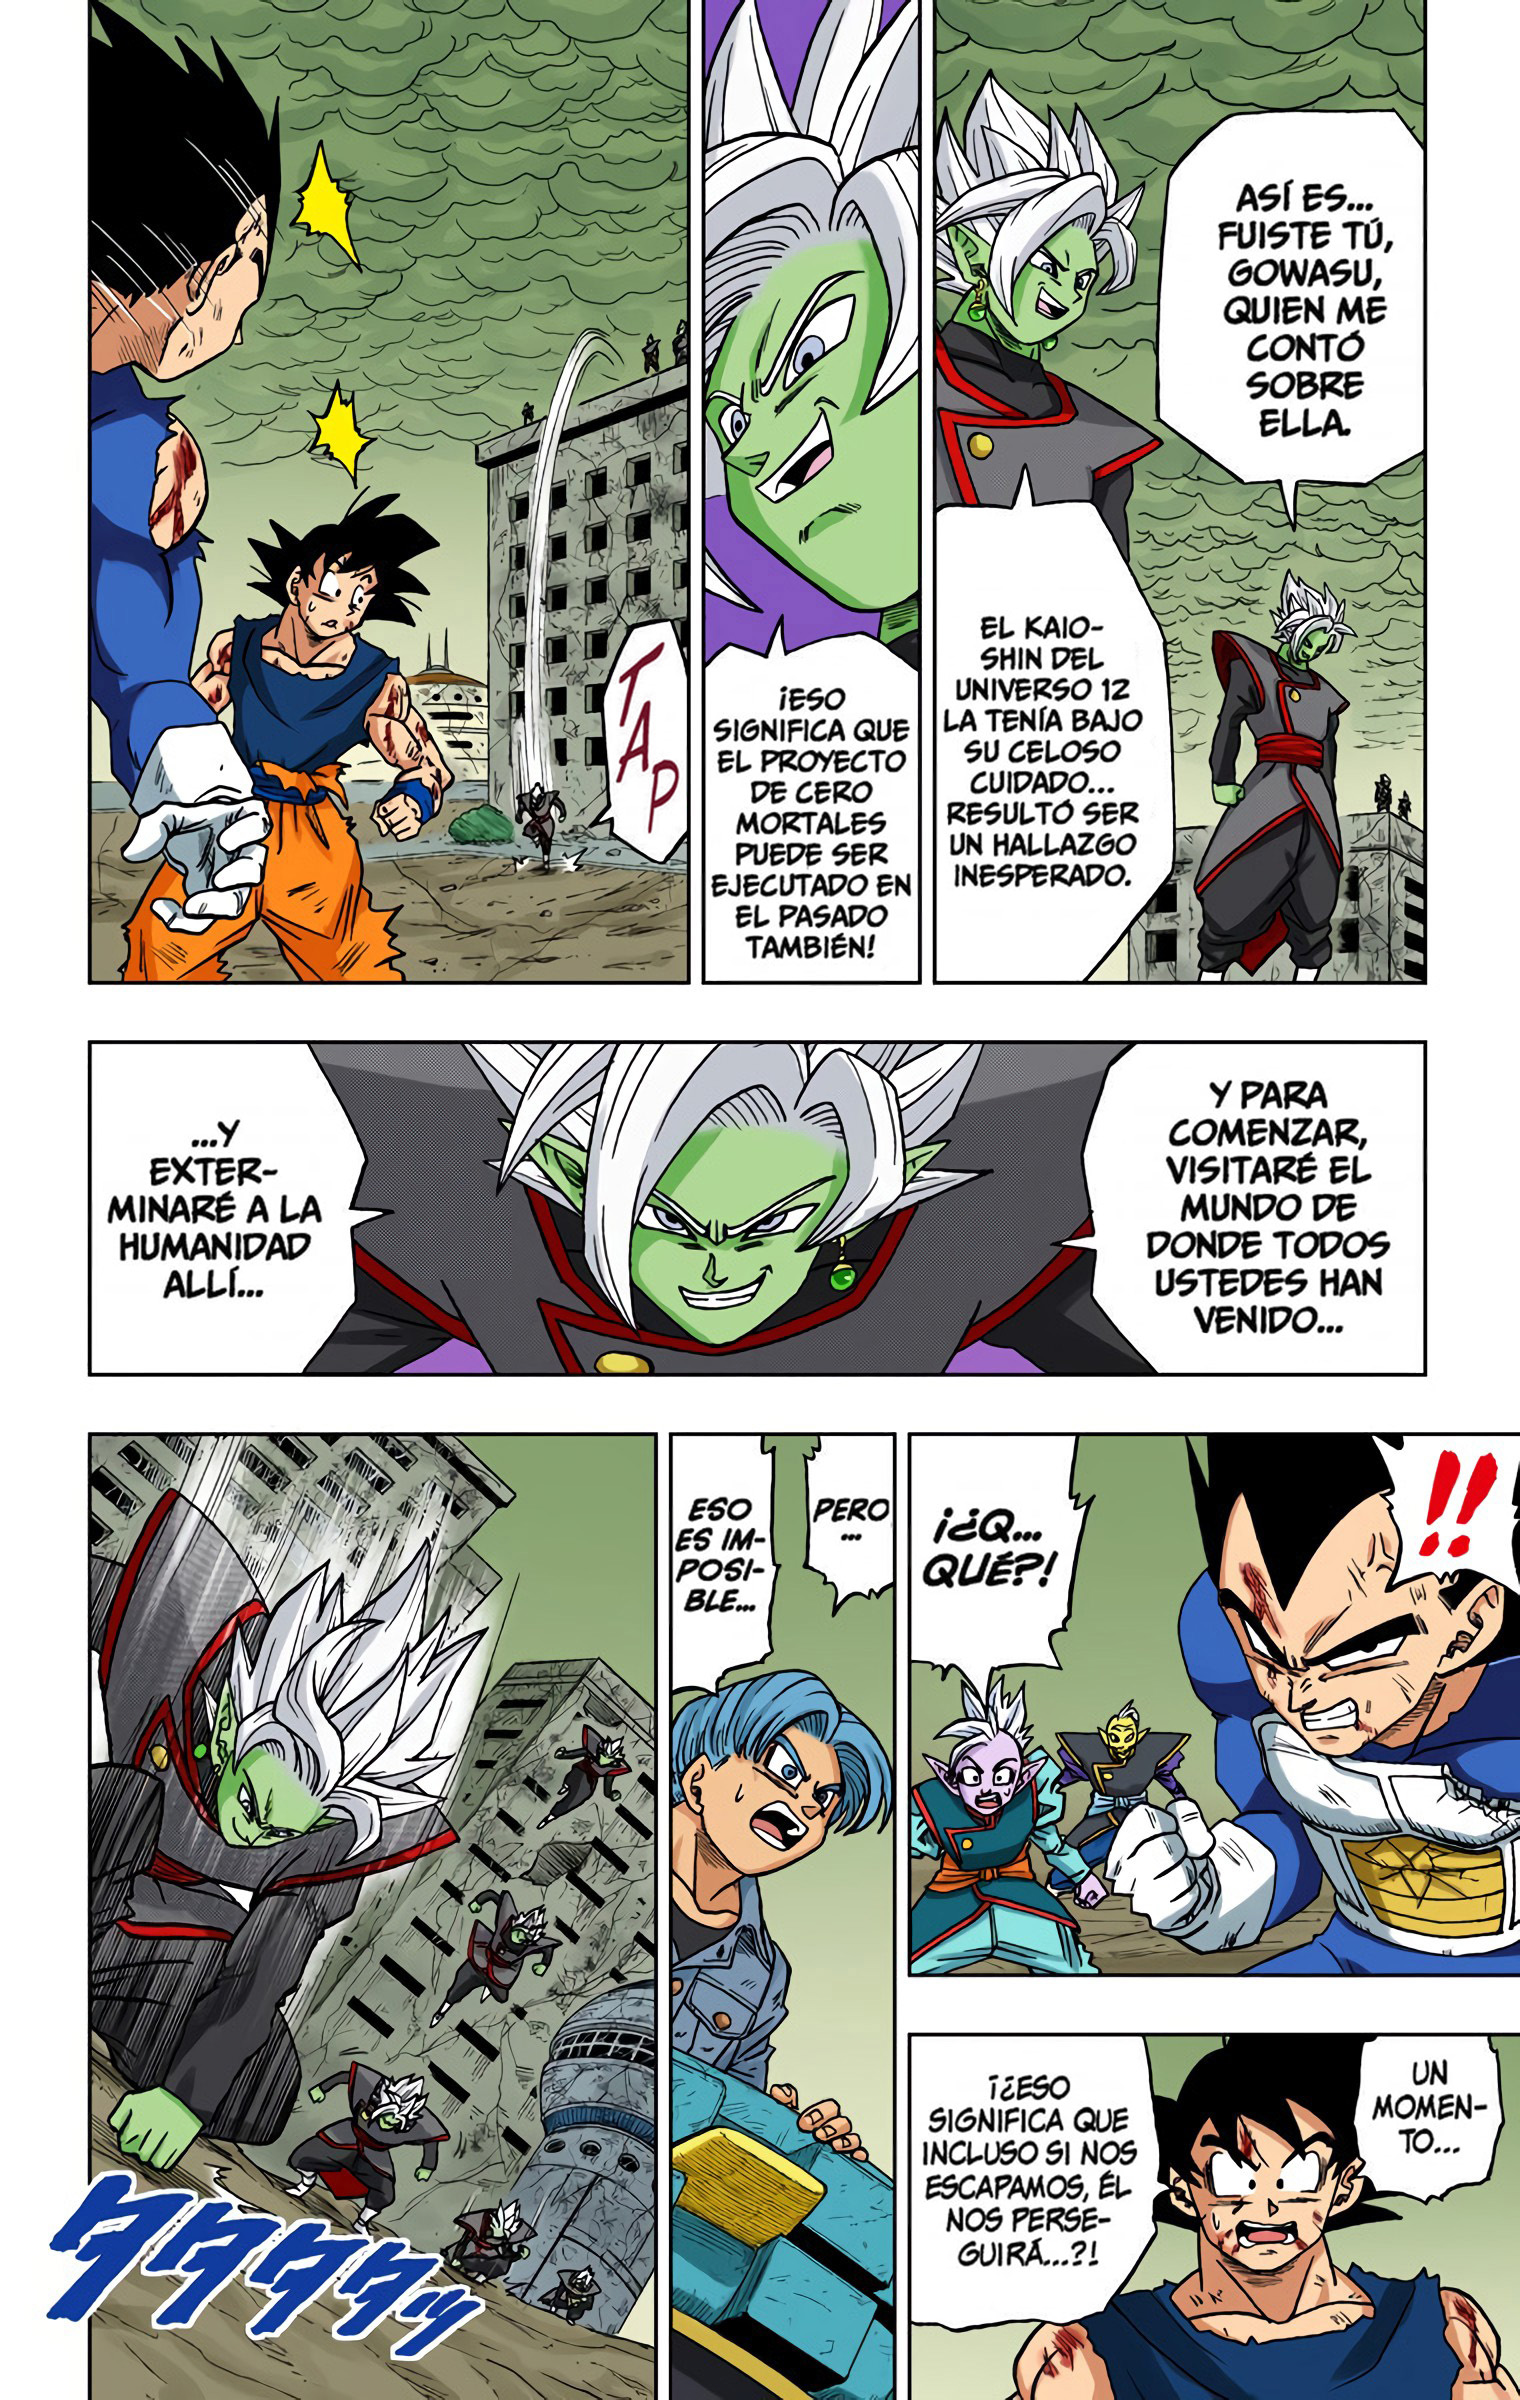 ASÍ ES...
FUISTE TÚ,
GOWASU,
QUIEN ME
CONTÓ
SOBRE
ELLA.
EL KAIO-
SHIN DEL
UNIVERSO 12
LA TENÍA BAJO
SU CELOSO
CUIDADO...
RESULTÓ SER
UN HALLAZGO
INESPERADO.
¡ESO
SIGNIFICA QUE
EL PROYECTO
DE CERO
MORTALES
PUEDE SER
EJECUTADO EN
EL PASADO
TAMBIÉN!
TAP
Y PARA
COMENZAR,
VISITARÉ EL
MUNDO DE
DONDE TODOS
USTEDES HAN
VENIDO...
...Y
EXTER-
MINARÉ A LA
HUMANIDAD
ALLÍ...
!!
¡¿Q...
QUÉ?!
UN
MOMEN-
TO...
¡¿ESO
SIGNIFICA QUE
INCLUSO SI NOS
ESCAPAMOS, ÉL
NOS PERSE-
GUIRÁ...?!
PERO
...
ESO
ES IM-
POSI-
BLE...
タタタタタッ